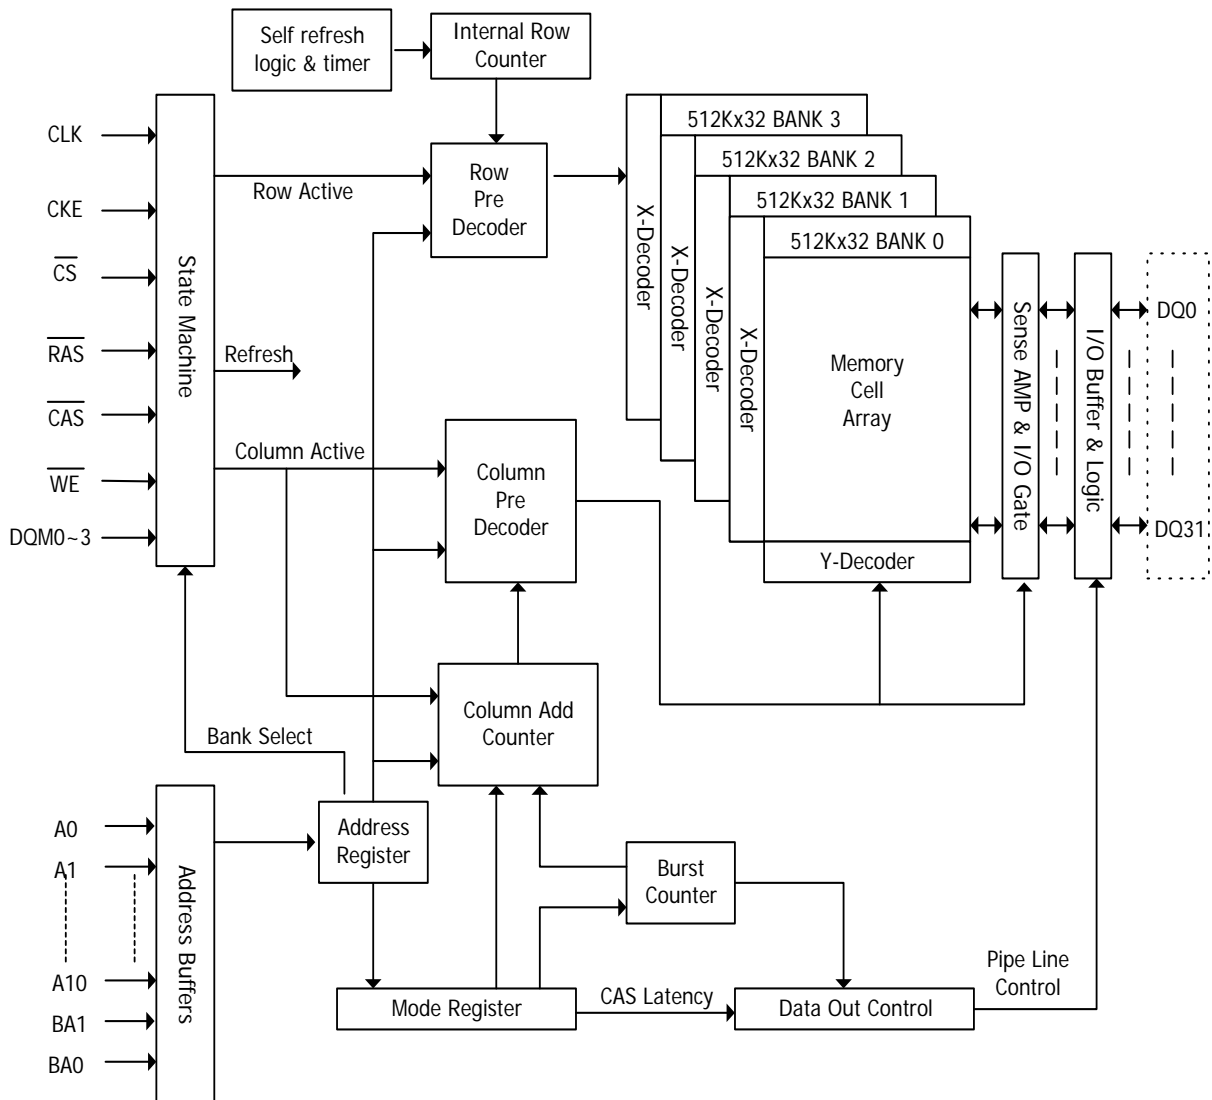 Self refresh
logic & timer
Internal Row
Counter
CLK
CKE
CS
RAS
CAS
WE
DQM0~3
State Machine
Row Active
Refresh
Column Active
Row
Pre
Decoder
Column
Pre
Decoder
Column Add
Counter
Bank Select
X-Decoder
X-Decoder
X-Decoder
X-Decoder
512Kx32 BANK 3
512Kx32 BANK 2
512Kx32 BANK 1
512Kx32 BANK 0
Memory
Cell
Array
Y-Decoder
Sense AMP & I/O Gate
I/O Buffer & Logic
DQ0
DQ31
A0
A1
A10
BA1
BA0
Address Buffers
Address
Register
Burst
Counter
Mode Register
CAS Latency
Data Out Control
Pipe Line
Control